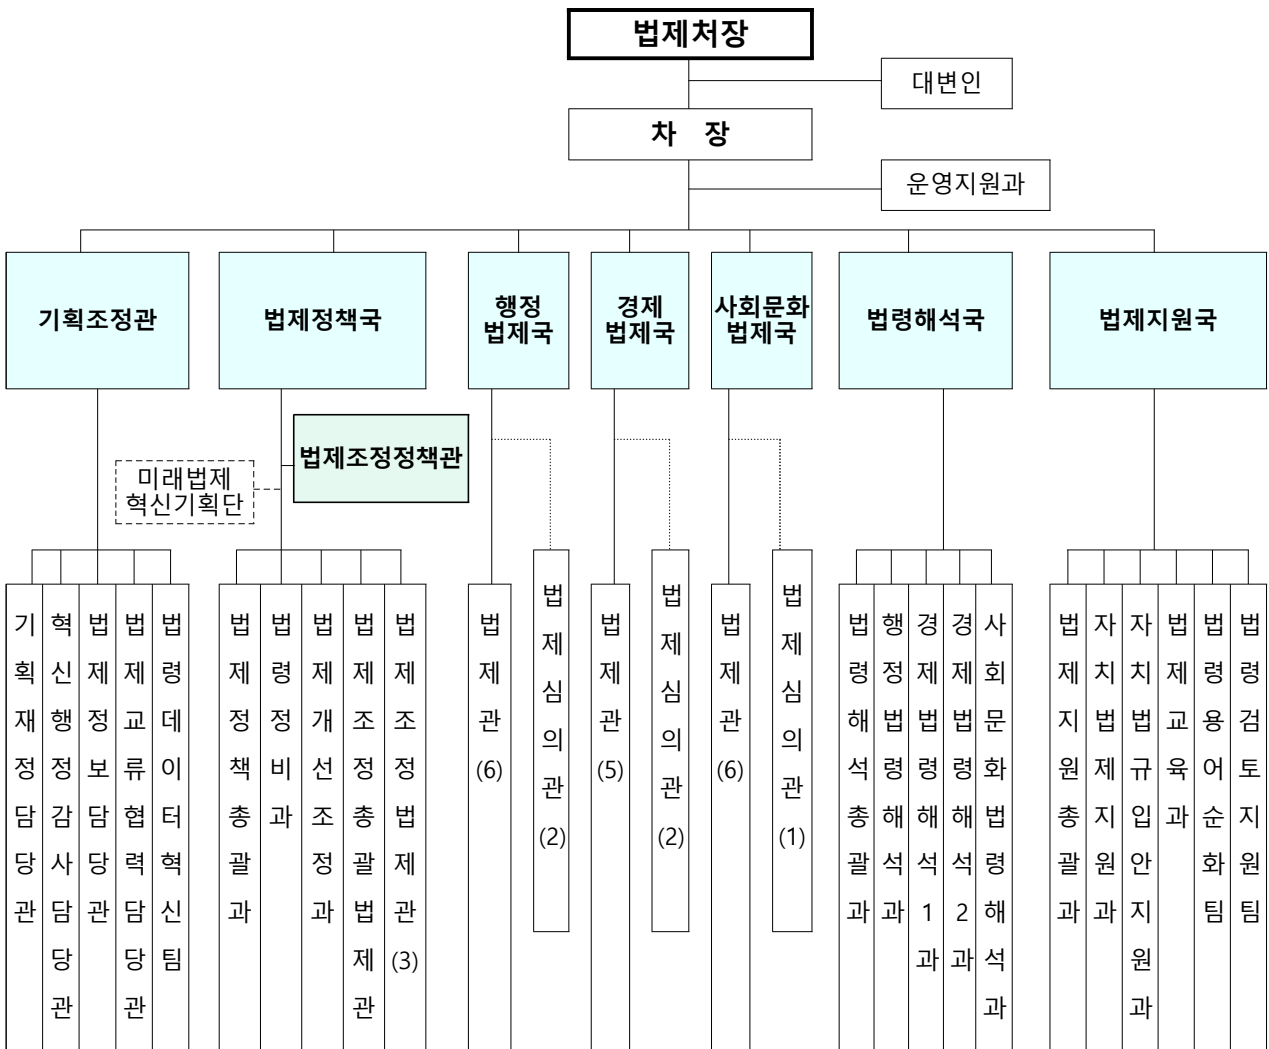 법제처장
대변인
차 장
운영지원과
기획조정관
법제정책국
행정
법제국
경제
법제국
사회문화
법제국
법령해석국
법제지원국
법제조정정책관
미래법제
혁신기획단
기획재정담당관
혁신행정감사담당관
법제정보담당관
법제교류협력담당관
법령데이터혁신팀
법제정책총괄과
법령정비과
법제개선조정과
법제조정총괄법제관
법제조정법제관(3)
법제관(6)
법제심의관(2)
법제관(5)
법제심의관(2)
법제관(6)
법제심의관(1)
법령해석총괄과
행정법령해석과
경제법령해석1과
경제법령해석2과
사회문화법령해석과
법제지원총괄과
자치법제지원과
자치법규입안지원과
법제교육과
법령용어순화팀
법령검토지원팀